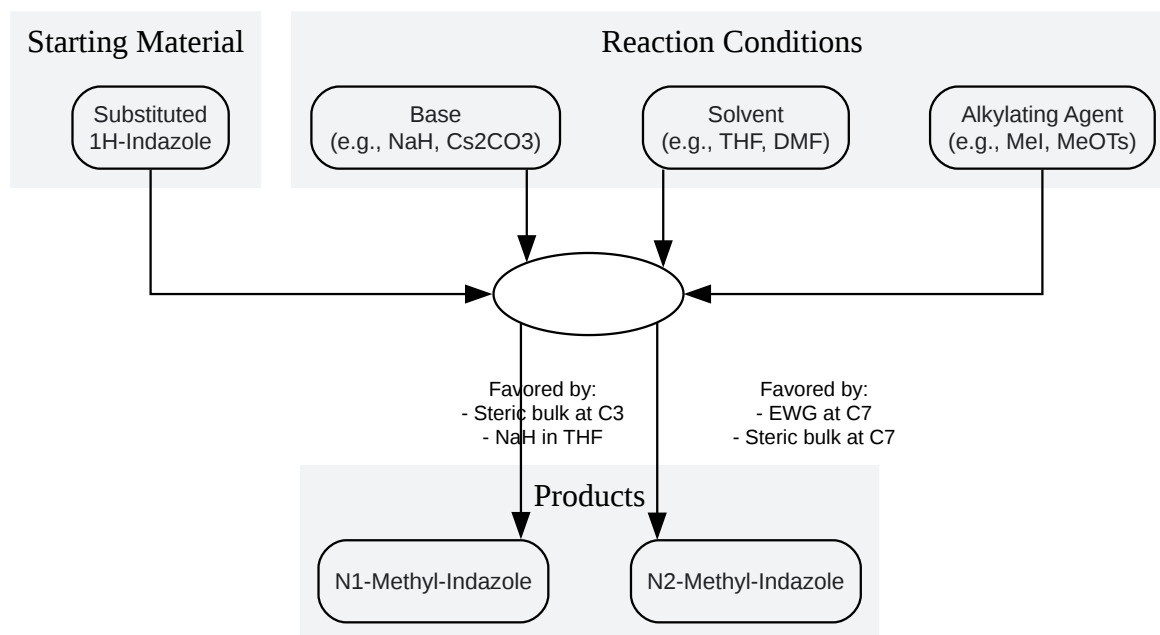 Starting Material
Reaction Conditions
Substituted
1H-Indazole
Base
(e.g., NaH, Cs2CO3)
Solvent
(e.g., THF, DMF)
Alkylating Agent
(e.g., MeI, MeOTs)
Favored by:
- Steric bulk at C3
- NaH in THF
Favored by:
- EWG at C7
- Steric bulk at C7
Products
N1-Methyl-Indazole
N2-Methyl-Indazole